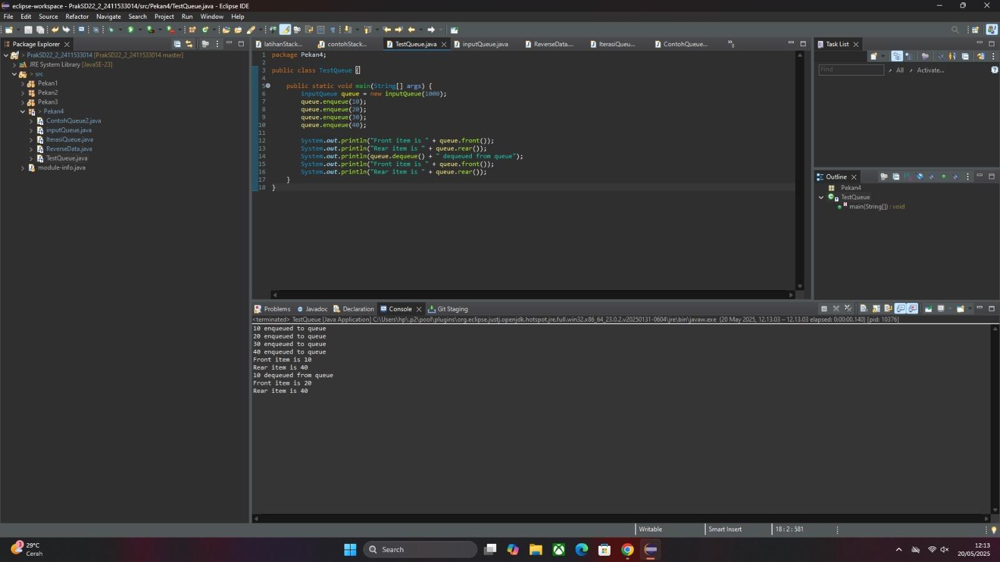 eclipse-workspace - PrakSD22_2_2411533014/src/Pekan4/TestQueue.java - Eclipse IDE
File Edit Source Refactor Navigate Search Project Run Window Help
Package Explorer
latihanStack... contohStack... TestQueue.java inputQueue.java ReverseData.... IterasiQueu... ContohQueue... »5
Task List
> PrakSD22_2_2411533014 [PrakSD22_2_2411533014 master]
JRE System Library [JavaSE-23]
> src
Pekan1
Pekan2
Pekan3
> Pekan4
ContohQueue2.java
inputQueue.java
IterasiQueue.java
ReverseData.java
TestQueue.java
module-info.java
1 package Pekan4;
2
3 public class TestQueue {
4
5 public static void main(String[] args) {
6 inputQueue queue = new inputQueue(1000);
7 queue.enqueue(10);
8 queue.enqueue(20);
9 queue.enqueue(30);
10 queue.enqueue(40);
11
12 System.out.println("Front item is " + queue.front());
13 System.out.println("Rear item is " + queue.rear());
14 System.out.println(queue.dequeue() + " dequeued from queue");
15 System.out.println("Front item is " + queue.front());
16 System.out.println("Rear item is " + queue.rear());
17 }
18 }
Find All Activate...
Outline
Pekan4
TestQueue
main(String[]) : void
Problems Javadoc Declaration Console Git Staging
<terminated> TestQueue [Java Application] C:\Users\hp\.p2\pool\plugins\org.eclipse.justj.openjdk.hotspot.jre.full.win32.x86_64_23.0.2.v20250131-0604\jre\bin\javaw.exe (20 May 2025, 12.13.03 – 12.13.03 elapsed: 0:00:00.140) [pid: 10376]
10 enqueued to queue
20 enqueued to queue
30 enqueued to queue
40 enqueued to queue
Front item is 10
Rear item is 40
10 dequeued from queue
Front item is 20
Rear item is 40
Writable Smart Insert 18 : 2 : 581
3
29°C
Cerah
Search
12:13
20/05/2025